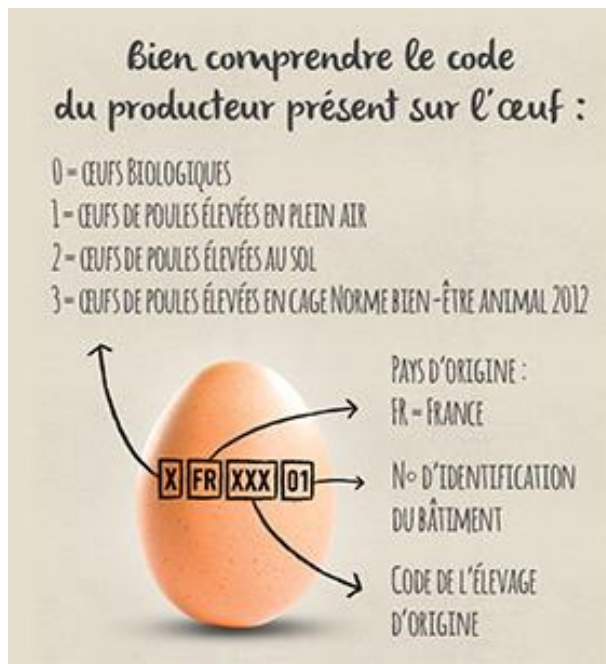 Bien comprendre le code
du producteur présent sur l'œuf :
0 = ŒUFS BIOLOGIQUES
1 = ŒUFS DE POULES ÉLEVÉES EN PLEIN AIR
2 = ŒUFS DE POULES ÉLEVÉES AU SOL
3 = ŒUFS DE POULES ÉLEVÉES EN CAGE NORME BIEN-ÊTRE ANIMAL 2012
PAYS D'ORIGINE :
FR = FRANCE
X FR XXX 01
N° D'IDENTIFICATION
DU BÂTIMENT
CODE DE L'ÉLEVAGE
D'ORIGINE